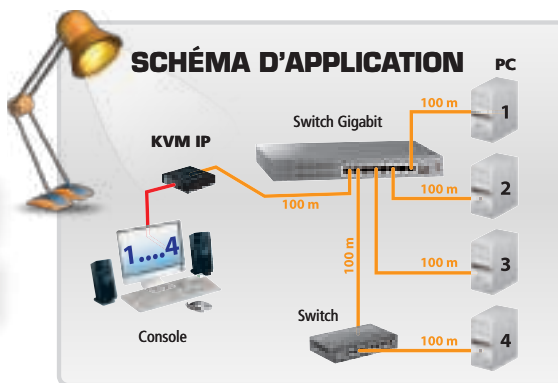 SCHÉMA D'APPLICATION
PC
100 m
1
Switch Gigabit
KVM IP
100 m
100 m
2
1....4
100 m
100 m
3
Switch
Console
100 m
4